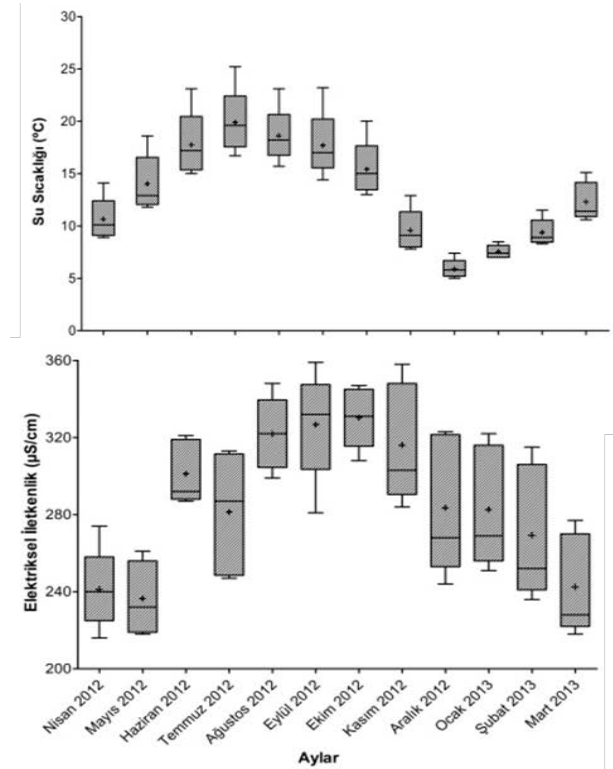 Su Sıcaklığı (ºC)
30
25
20
15
10
5
0
Elektriksel İletkenlik (µS/cm)
360
320
280
240
200
Nisan 2012
Mayıs 2012
Haziran 2012
Temmuz 2012
Ağustos 2012
Eylül 2012
Ekim 2012
Kasım 2012
Aralık 2012
Ocak 2013
Şubat 2013
Mart 2013
Aylar